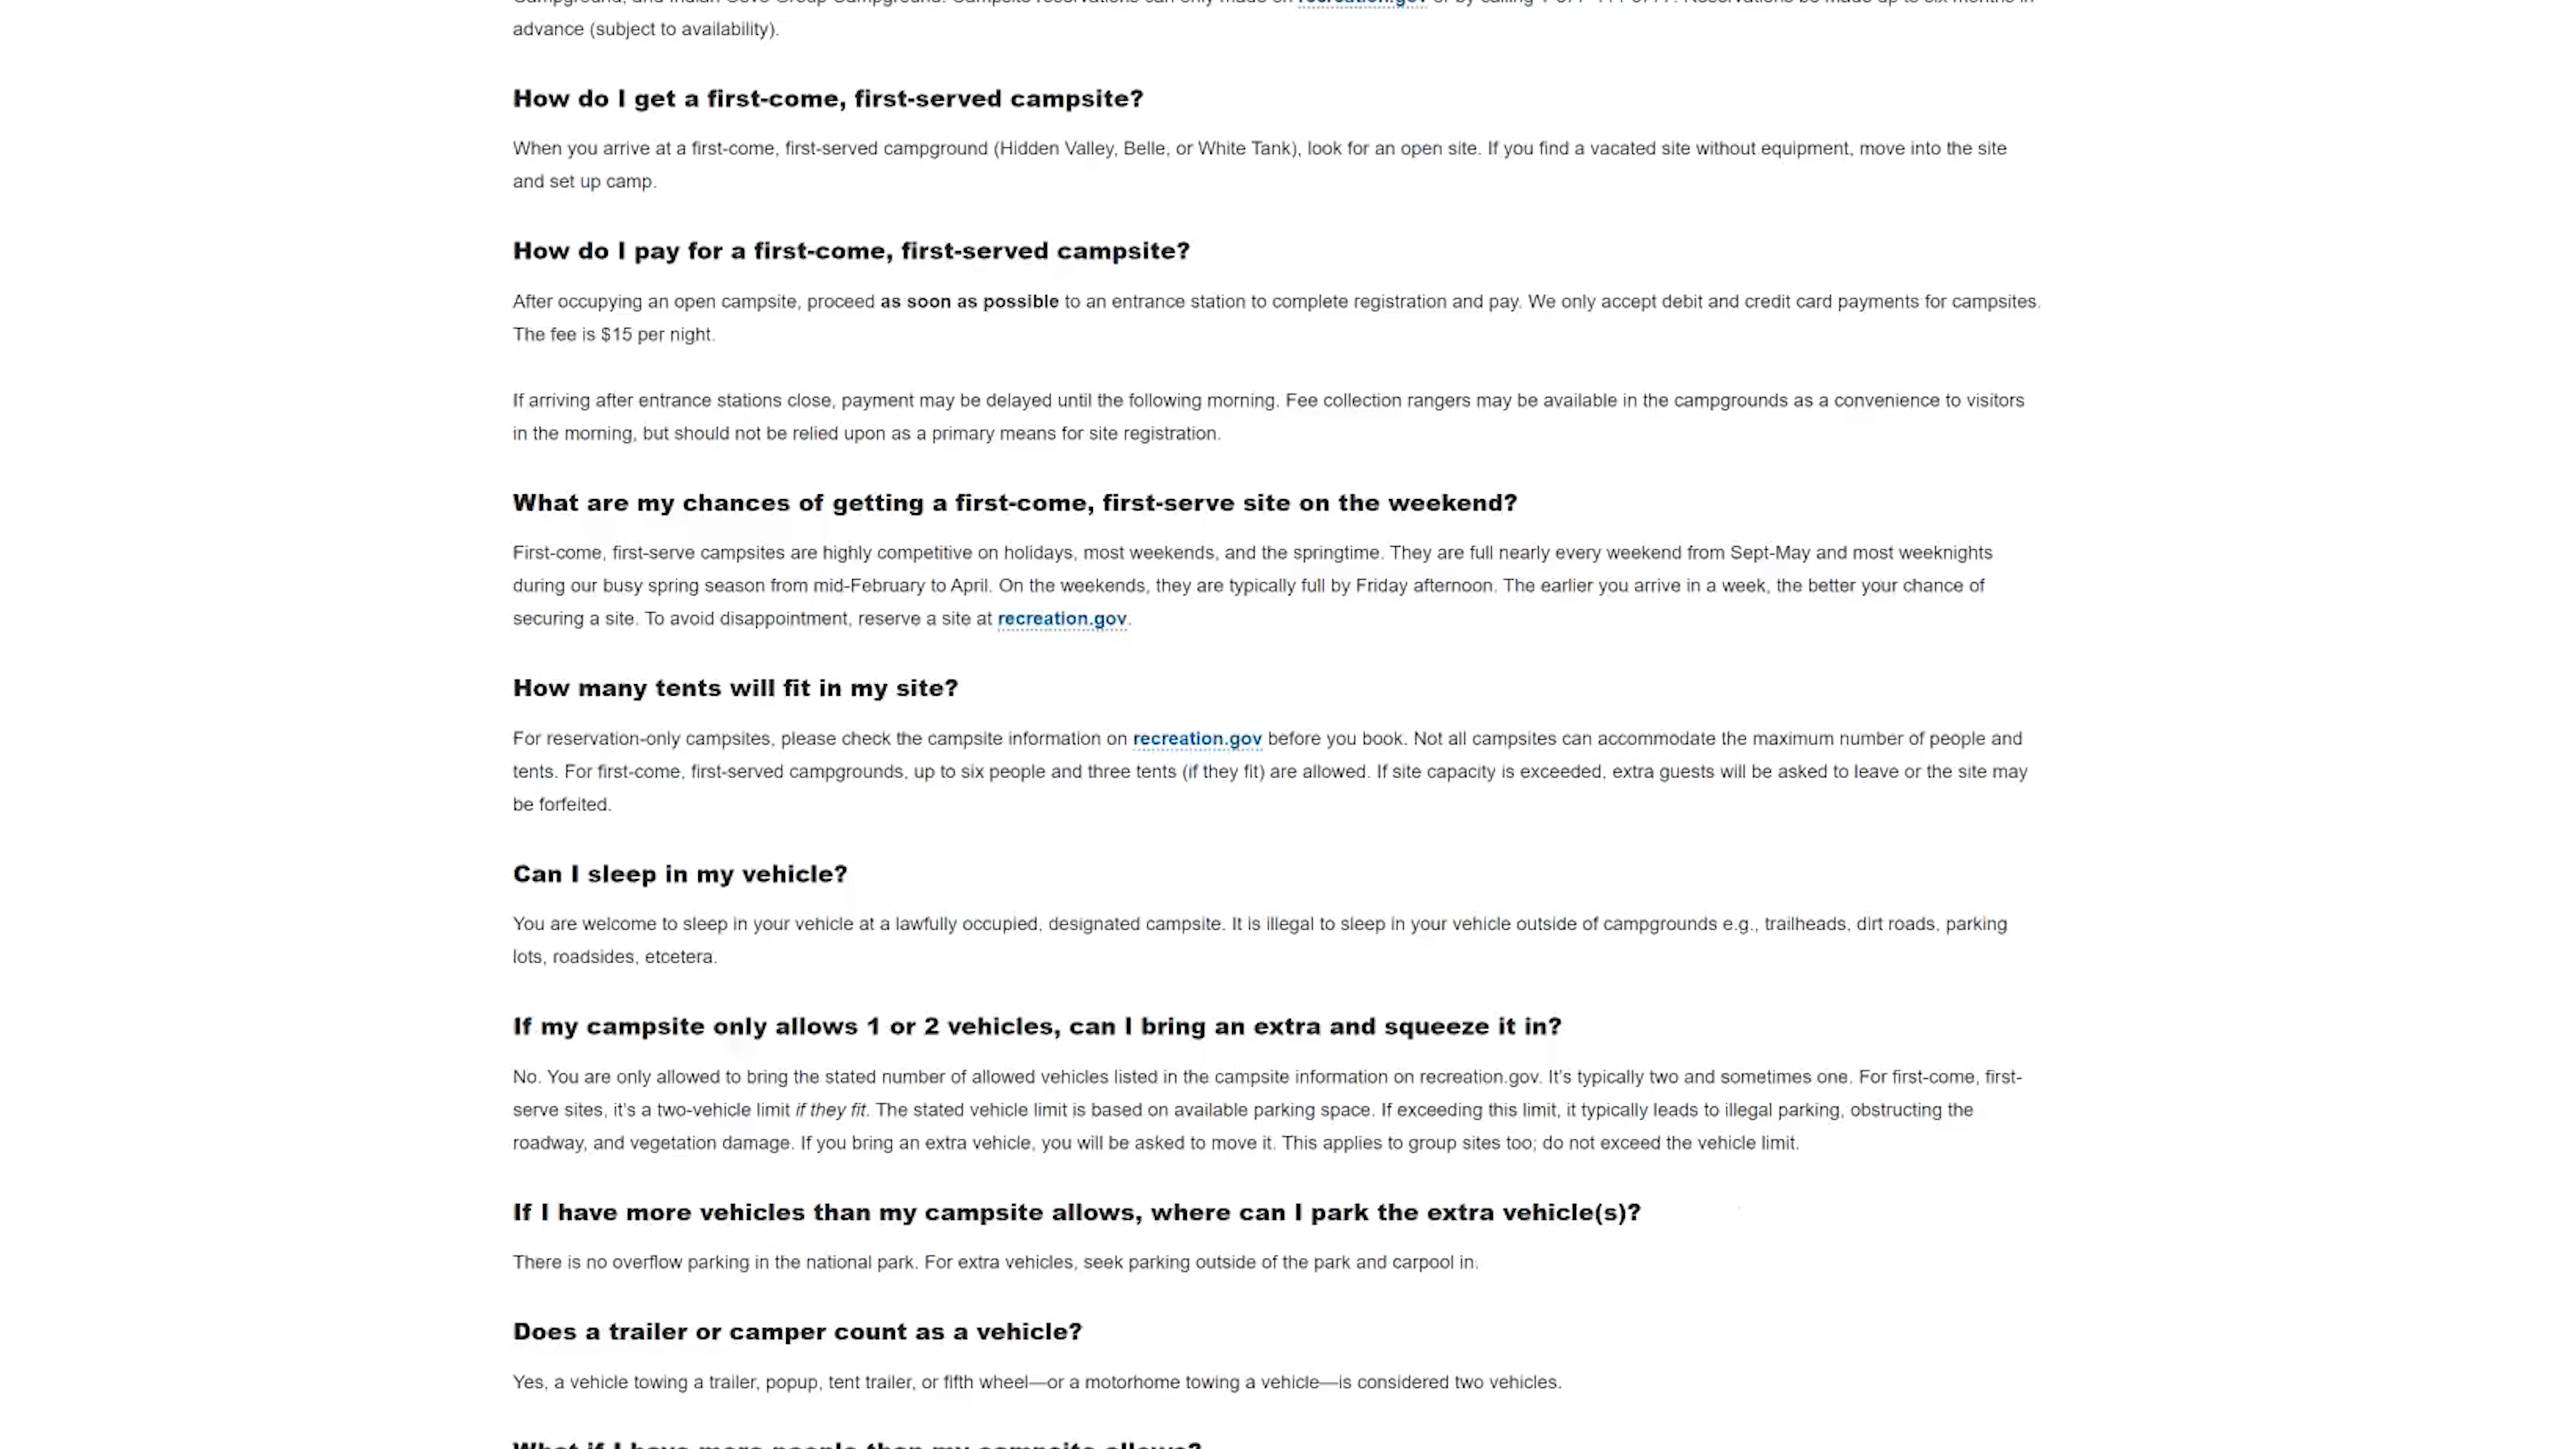 advance (subject to availability).
How do I get a first-come, first-served campsite?
When you arrive at a first-come, first-served campground (Hidden Valley, Belle, or White Tank), look for an open site. If you find a vacated site without equipment, move into the site
and set up camp.
How do I pay for a first-come, first-served campsite?
After occupying an open campsite, proceed as soon as possible to an entrance station to complete registration and pay. We only accept debit and credit card payments for campsites.
The fee is $15 per night.
If arriving after entrance stations close, payment may be delayed until the following morning. Fee collection rangers may be available in the campgrounds as a convenience to visitors
in the morning, but should not be relied upon as a primary means for site registration.
What are my chances of getting a first-come, first-serve site on the weekend?
First-come, first-serve campsites are highly competitive on holidays, most weekends, and the springtime. They are full nearly every weekend from Sept-May and most weeknights
during our busy spring season from mid-February to April. On the weekends, they are typically full by Friday afternoon. The earlier you arrive in a week, the better your chance of
securing a site. To avoid disappointment, reserve a site at recreation.gov.
How many tents will fit in my site?
For reservation-only campsites, please check the campsite information on recreation.gov before you book. Not all campsites can accommodate the maximum number of people and
tents. For first-come, first-served campgrounds, up to six people and three tents (if they fit) are allowed. If site capacity is exceeded, extra guests will be asked to leave or the site may
be forfeited.
Can I sleep in my vehicle?
You are welcome to sleep in your vehicle at a lawfully occupied, designated campsite. It is illegal to sleep in your vehicle outside of campgrounds e.g., trailheads, dirt roads, parking
lots, roadsides, etcetera.
If my campsite only allows 1 or 2 vehicles, can I bring an extra and squeeze it in?
No. You are only allowed to bring the stated number of allowed vehicles listed in the campsite information on recreation.gov. It's typically two and sometimes one. For first-come, first-
serve sites, it's a two-vehicle limit if they fit. The stated vehicle limit is based on available parking space. If exceeding this limit, it typically leads to illegal parking, obstructing the
roadway, and vegetation damage. If you bring an extra vehicle, you will be asked to move it. This applies to group sites too; do not exceed the vehicle limit.
If I have more vehicles than my campsite allows, where can I park the extra vehicle(s)?
There is no overflow parking in the national park. For extra vehicles, seek parking outside of the park and carpool in.
Does a trailer or camper count as a vehicle?
Yes, a vehicle towing a trailer, popup, tent trailer, or fifth wheel—or a motorhome towing a vehicle—is considered two vehicles.